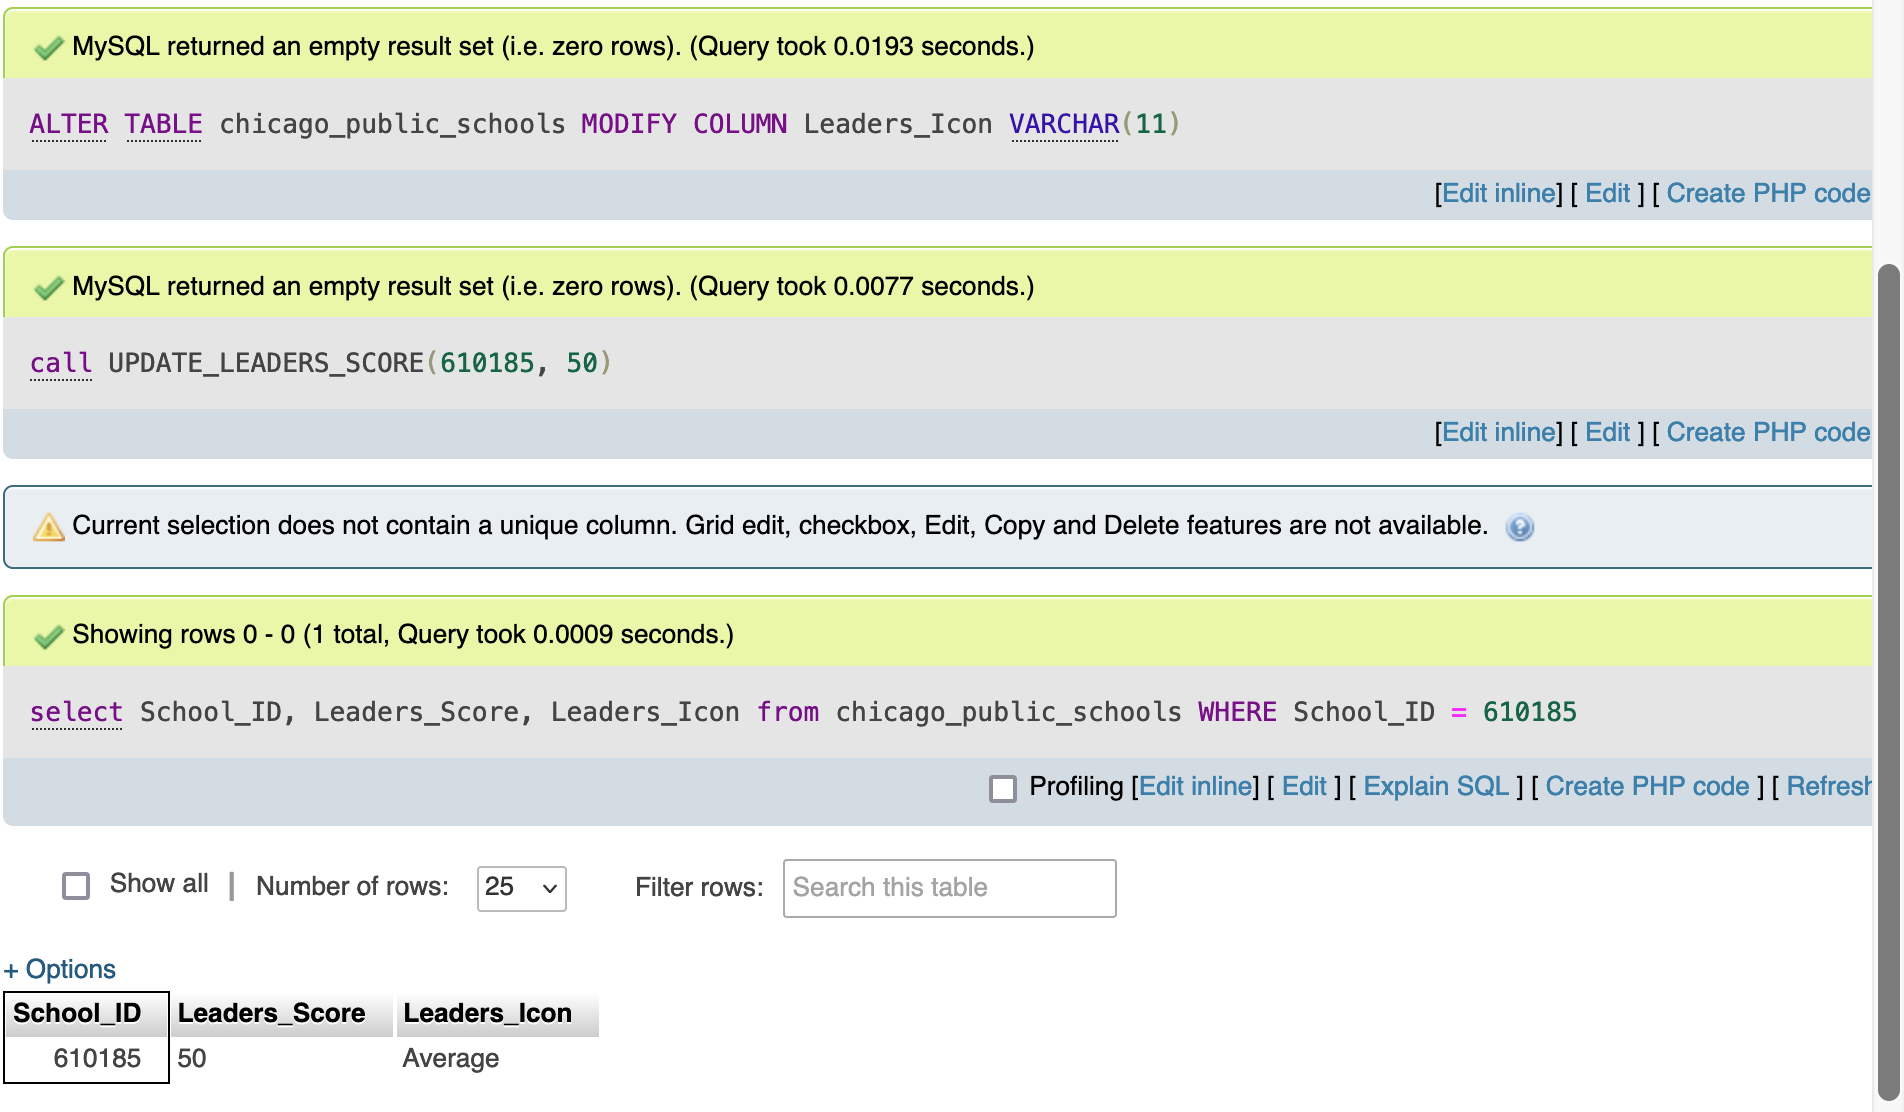 MySQL returned an empty result set (i.e. zero rows). (Query took 0.0193 seconds.)
ALTER TABLE chicago_public_schools MODIFY COLUMN Leaders_Icon VARCHAR(11)
[Edit inline] [ Edit ] [ Create PHP code
MySQL returned an empty result set (i.e. zero rows). (Query took 0.0077 seconds.)
call UPDATE_LEADERS_SCORE(610185, 50)
[Edit inline] [ Edit ] [ Create PHP code
Current selection does not contain a unique column. Grid edit, checkbox, Edit, Copy and Delete features are not available.
Showing rows 0 - 0 (1 total, Query took 0.0009 seconds.)
select School_ID, Leaders_Score, Leaders_Icon from chicago_public_schools WHERE School_ID = 610185
Profiling [Edit inline] [ Edit ] [ Explain SQL ] [ Create PHP code ] [ Refresh
Show all | Number of rows: 25 Filter rows: Search this table
+ Options
School_ID Leaders_Score Leaders_Icon
610185 50 Average